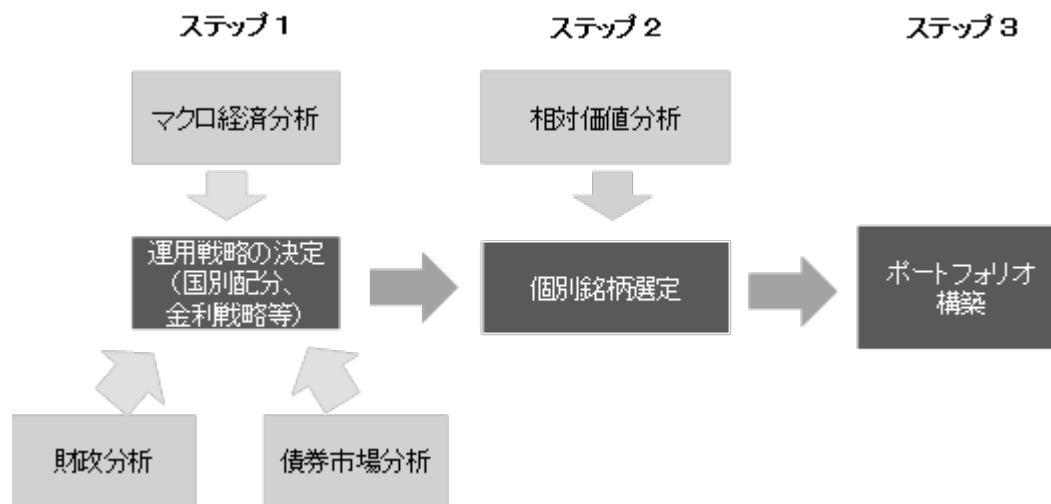 ステップ 1
ステップ 2
ステップ 3
マクロ経済分析
相対価値分析
運用戦略の決定
（国別配分、
金利戦略等）
個別銘柄選定
ポートフォリオ
構築
財政分析
債券市場分析